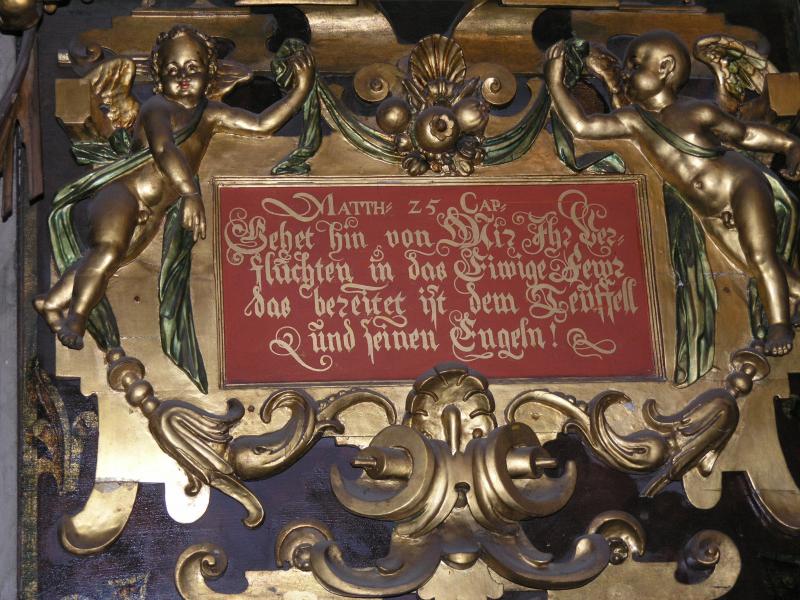 Matth: 25 Cap:
Gehet hin von Mir Ihr Ver-
fluchten in das Eiwige Fewr
das bereitet ist dem Teuffell
und seinen Engeln!